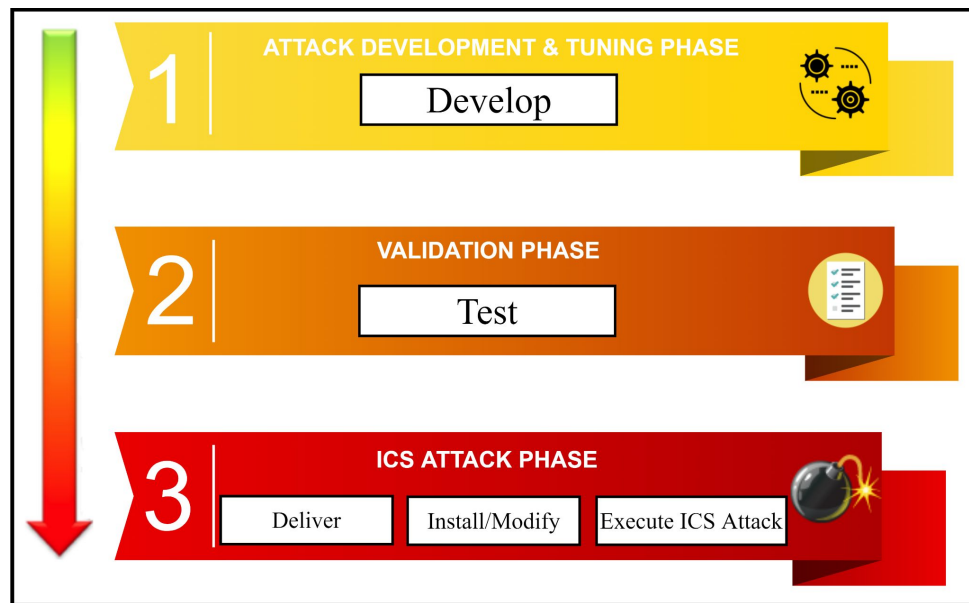 1
ATTACK DEVELOPMENT & TUNING PHASE
Develop
2
VALIDATION PHASE
Test
3
ICS ATTACK PHASE
Deliver
Install/Modify
Execute ICS Attack